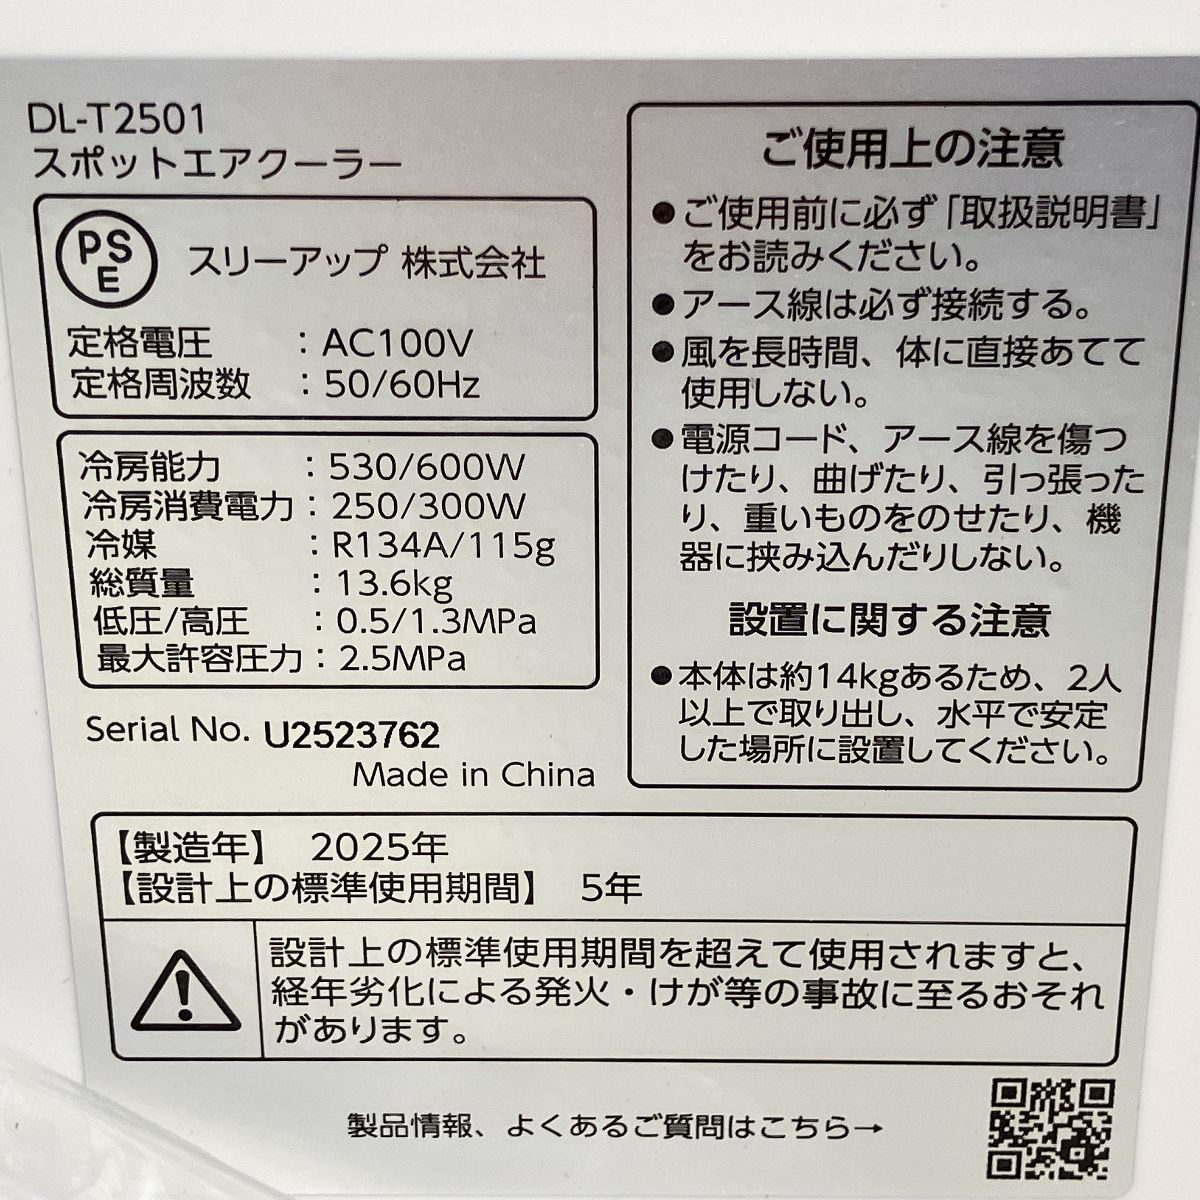 DL-T2501
スポットエアクーラー
PS
E
スリーアップ 株式会社
定格電圧 : AC100V
定格周波数 : 50/60Hz
冷房能力 : 530/600W
冷房消費電力 : 250/300W
冷媒 : R134A/115g
総質量 : 13.6kg
低圧/高圧 : 0.5/1.3MPa
最大許容圧力 : 2.5MPa
Serial No. U2523762
Made in China
ご使用上の注意
●ご使用前に必ず「取扱説明書」
をお読みください。
●アース線は必ず接続する。
●風を長時間、体に直接あてて
使用しない。
●電源コード、アース線を傷つ
けたり、曲げたり、引っ張った
り、重いものをのせたり、機
器に挟み込んだりしない。
設置に関する注意
●本体は約14kgあるため、2人
以上で取り出し、水平で安定
した場所に設置してください。
【製造年】 2025年
【設計上の標準使用期間】 5年
設計上の標準使用期間を超えて使用されますと、
経年劣化による発火・けが等の事故に至るおそれ
があります。
製品情報、よくあるご質問はこちら→